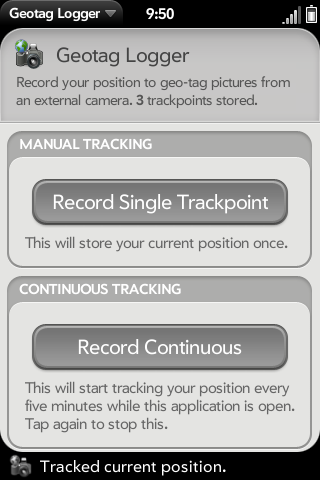 Geotag Logger 9:50
Geotag Logger
Record your position to geo-tag pictures from
an external camera. 3 trackpoints stored.
MANUAL TRACKING
Record Single Trackpoint
This will store your current position once.
CONTINUOUS TRACKING
Record Continuous
This will start tracking your position every
five minutes while this application is open.
Tap again to stop this.
Tracked current position.